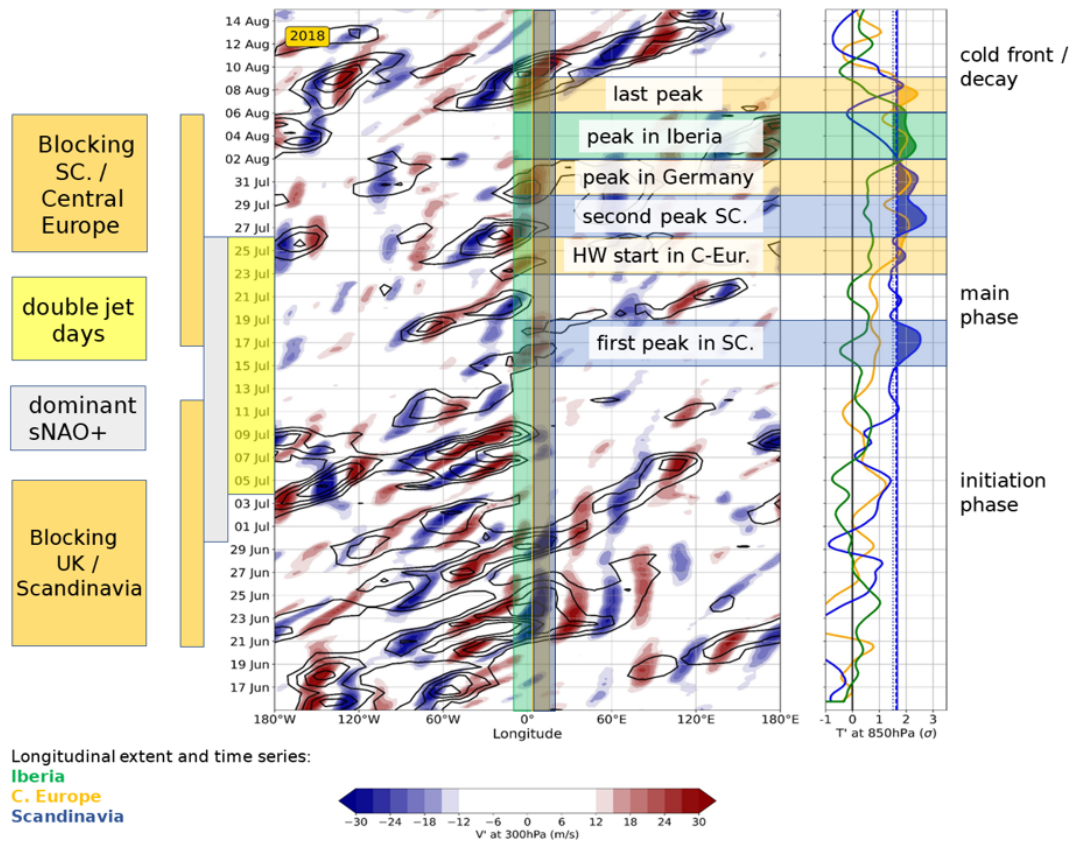 2018
14 Aug
12 Aug
10 Aug
08 Aug
06 Aug
04 Aug
02 Aug
31 Jul
29 Jul
27 Jul
25 Jul
23 Jul
21 Jul
19 Jul
17 Jul
15 Jul
13 Jul
11 Jul
09 Jul
07 Jul
05 Jul
03 Jul
01 Jul
29 Jun
27 Jun
25 Jun
23 Jun
21 Jun
19 Jun
17 Jun
Blocking
SC. /
Central
Europe
double jet
days
dominant
sNAO+
Blocking
UK /
Scandinavia
last peak
peak in Iberia
peak in Germany
second peak SC.
HW start in C-Eur.
first peak in SC.
cold front /
decay
main
phase
initiation
phase
180°W 120°W 60°W 0° 60°E 120°E 180°E
Longitude
-1 0 1 2 3
T' at 850hPa (σ)
Longitudinal extent and time series:
Iberia
C. Europe
Scandinavia
−30 −24 −18 −12 −6 0 6 12 18 24 30
V' at 300hPa (m/s)